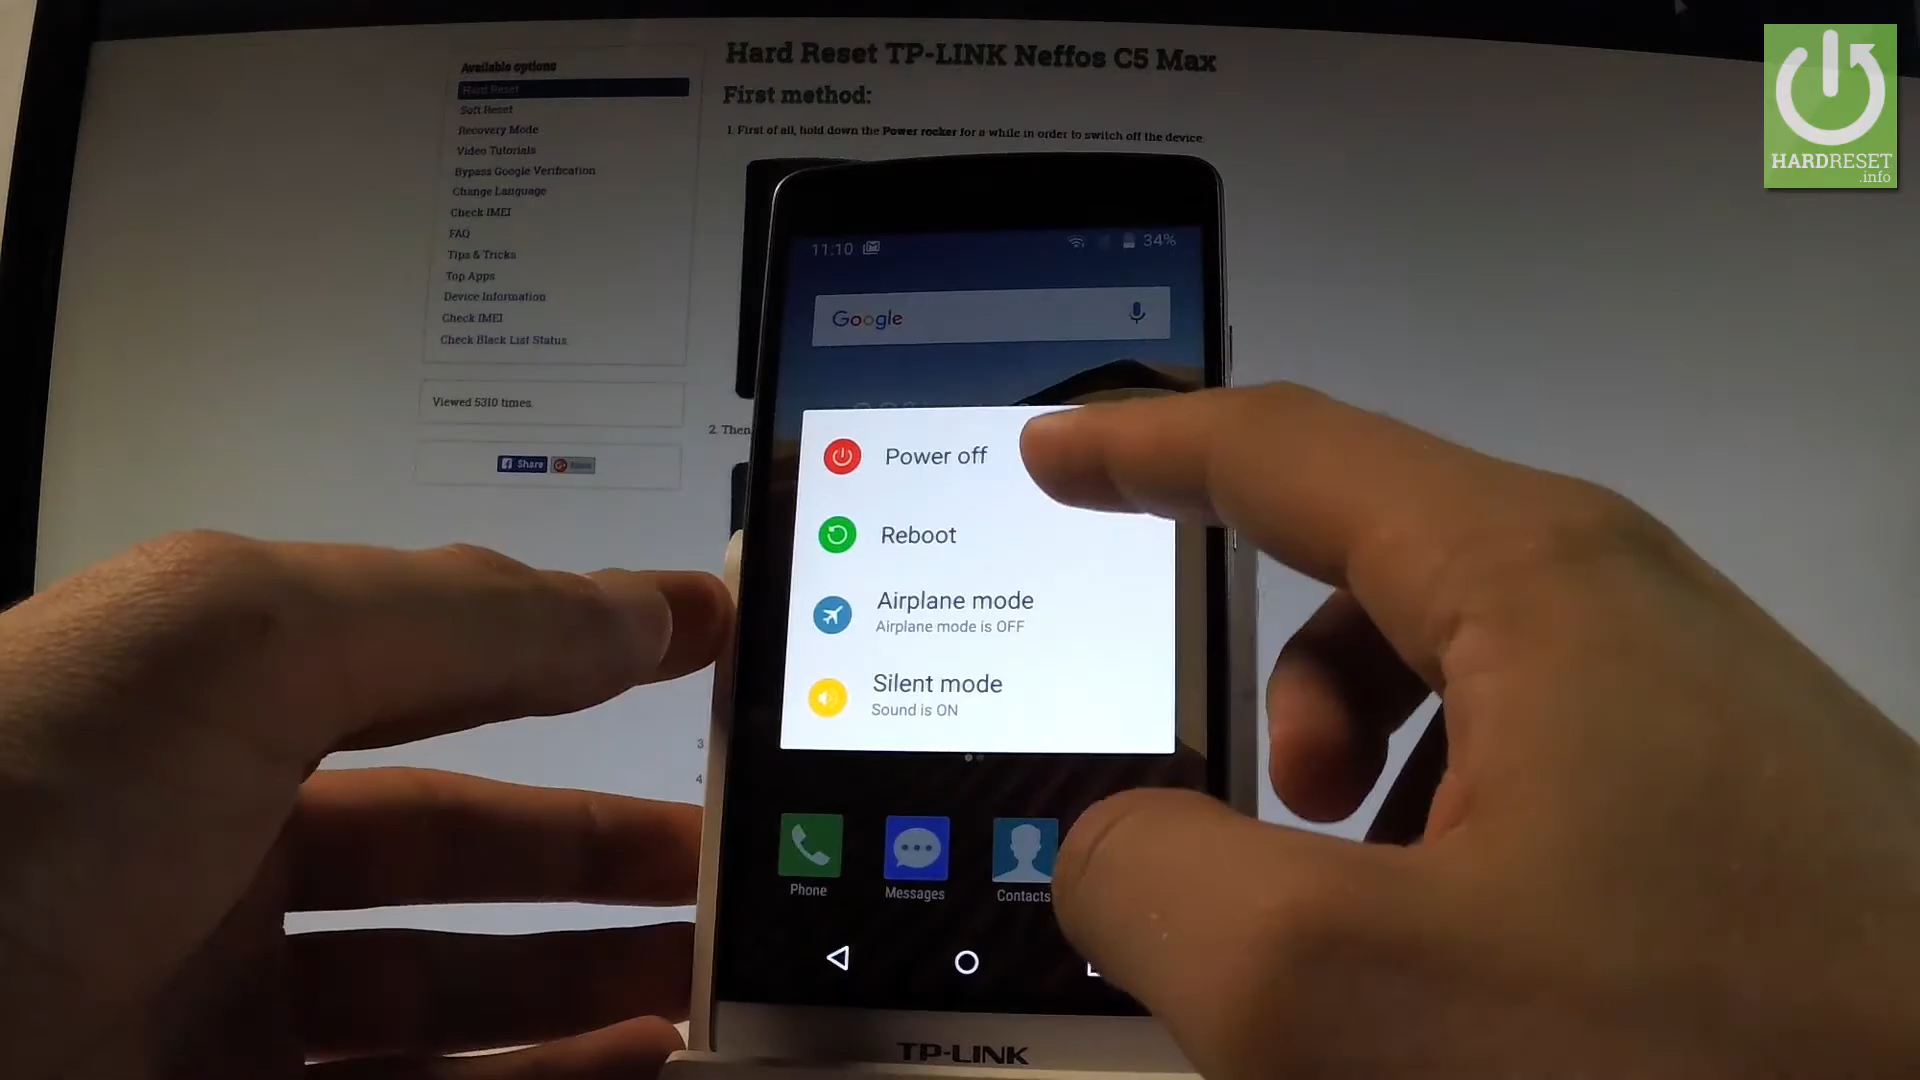 Hard Reset TP-LINK Neffos C5 Max
First method:
1. First of all, hold down the Power rocker for a while in order to switch off the device.
2. Then,
3
4
Available options
Hard Reset
Soft Reset
Recovery Mode
Video Tutorials
Bypass Google Verification
Change Language
Check IMEI
FAQ
Tips & Tricks
Top Apps
Device Information
Check IMEI
Check Black List Status
Viewed 5310 times.
Share
HARDRESET
.info
11:10
34%
Google
Power off
Reboot
Airplane mode
Airplane mode is OFF
Silent mode
Sound is ON
Phone
Messages
Contacts
TP-LINK